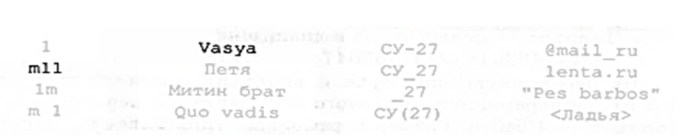 1 Vasya СУ-27 @mail_ru
m11 Петя СУ_27 lenta.ru
1m Митин брат _27 "Pes barbos"
m 1 Quo vadis СУ(27) <Ладья>